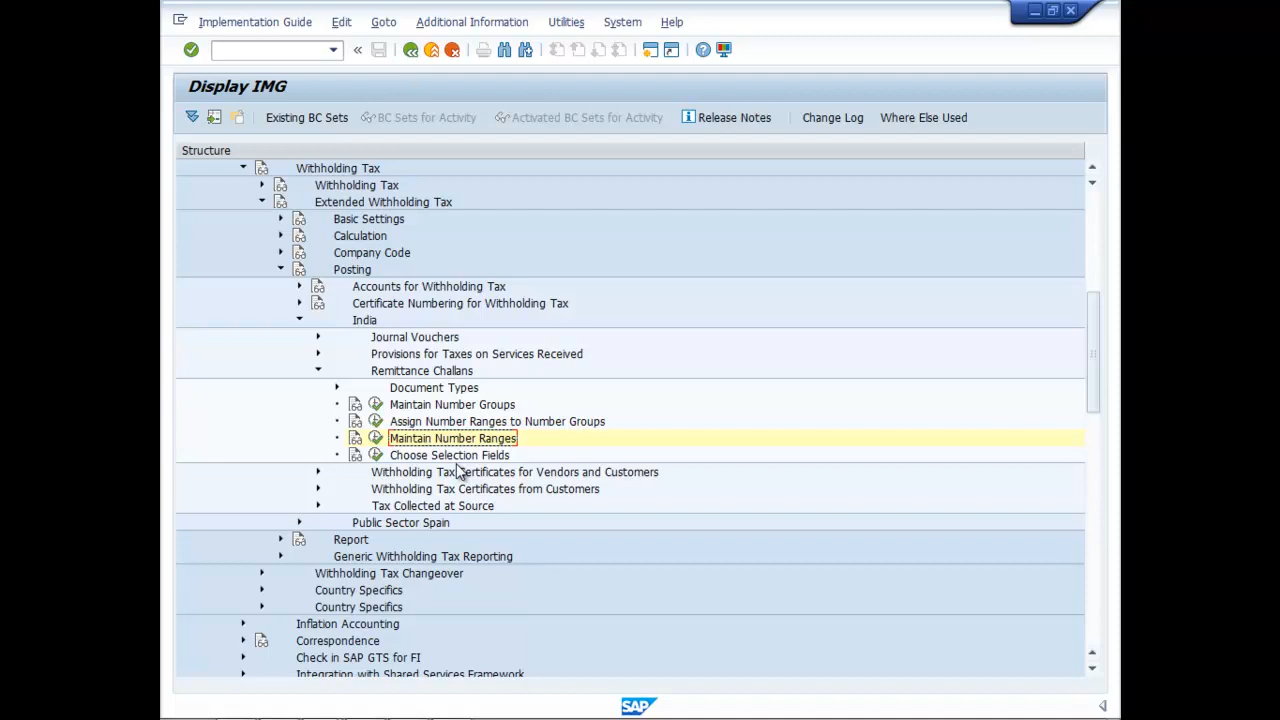 Implementation Guide Edit Goto Additional Information Utilities System Help
Display IMG
Existing BC Sets BC Sets for Activity Activated BC Sets for Activity Release Notes Change Log Where Else Used
Structure
Withholding Tax
Withholding Tax
Extended Withholding Tax
Basic Settings
Calculation
Company Code
Posting
Accounts for Withholding Tax
Certificate Numbering for Withholding Tax
India
Journal Vouchers
Provisions for Taxes on Services Received
Remittance Challans
Document Types
Maintain Number Groups
Assign Number Ranges to Number Groups
Maintain Number Ranges
Choose Selection Fields
Withholding Tax Certificates for Vendors and Customers
Withholding Tax Certificates from Customers
Tax Collected at Source
Public Sector Spain
Report
Generic Withholding Tax Reporting
Withholding Tax Changeover
Country Specifics
Country Specifics
Inflation Accounting
Correspondence
Check in SAP GTS for FI
Integration with Shared Services Framework
SAP